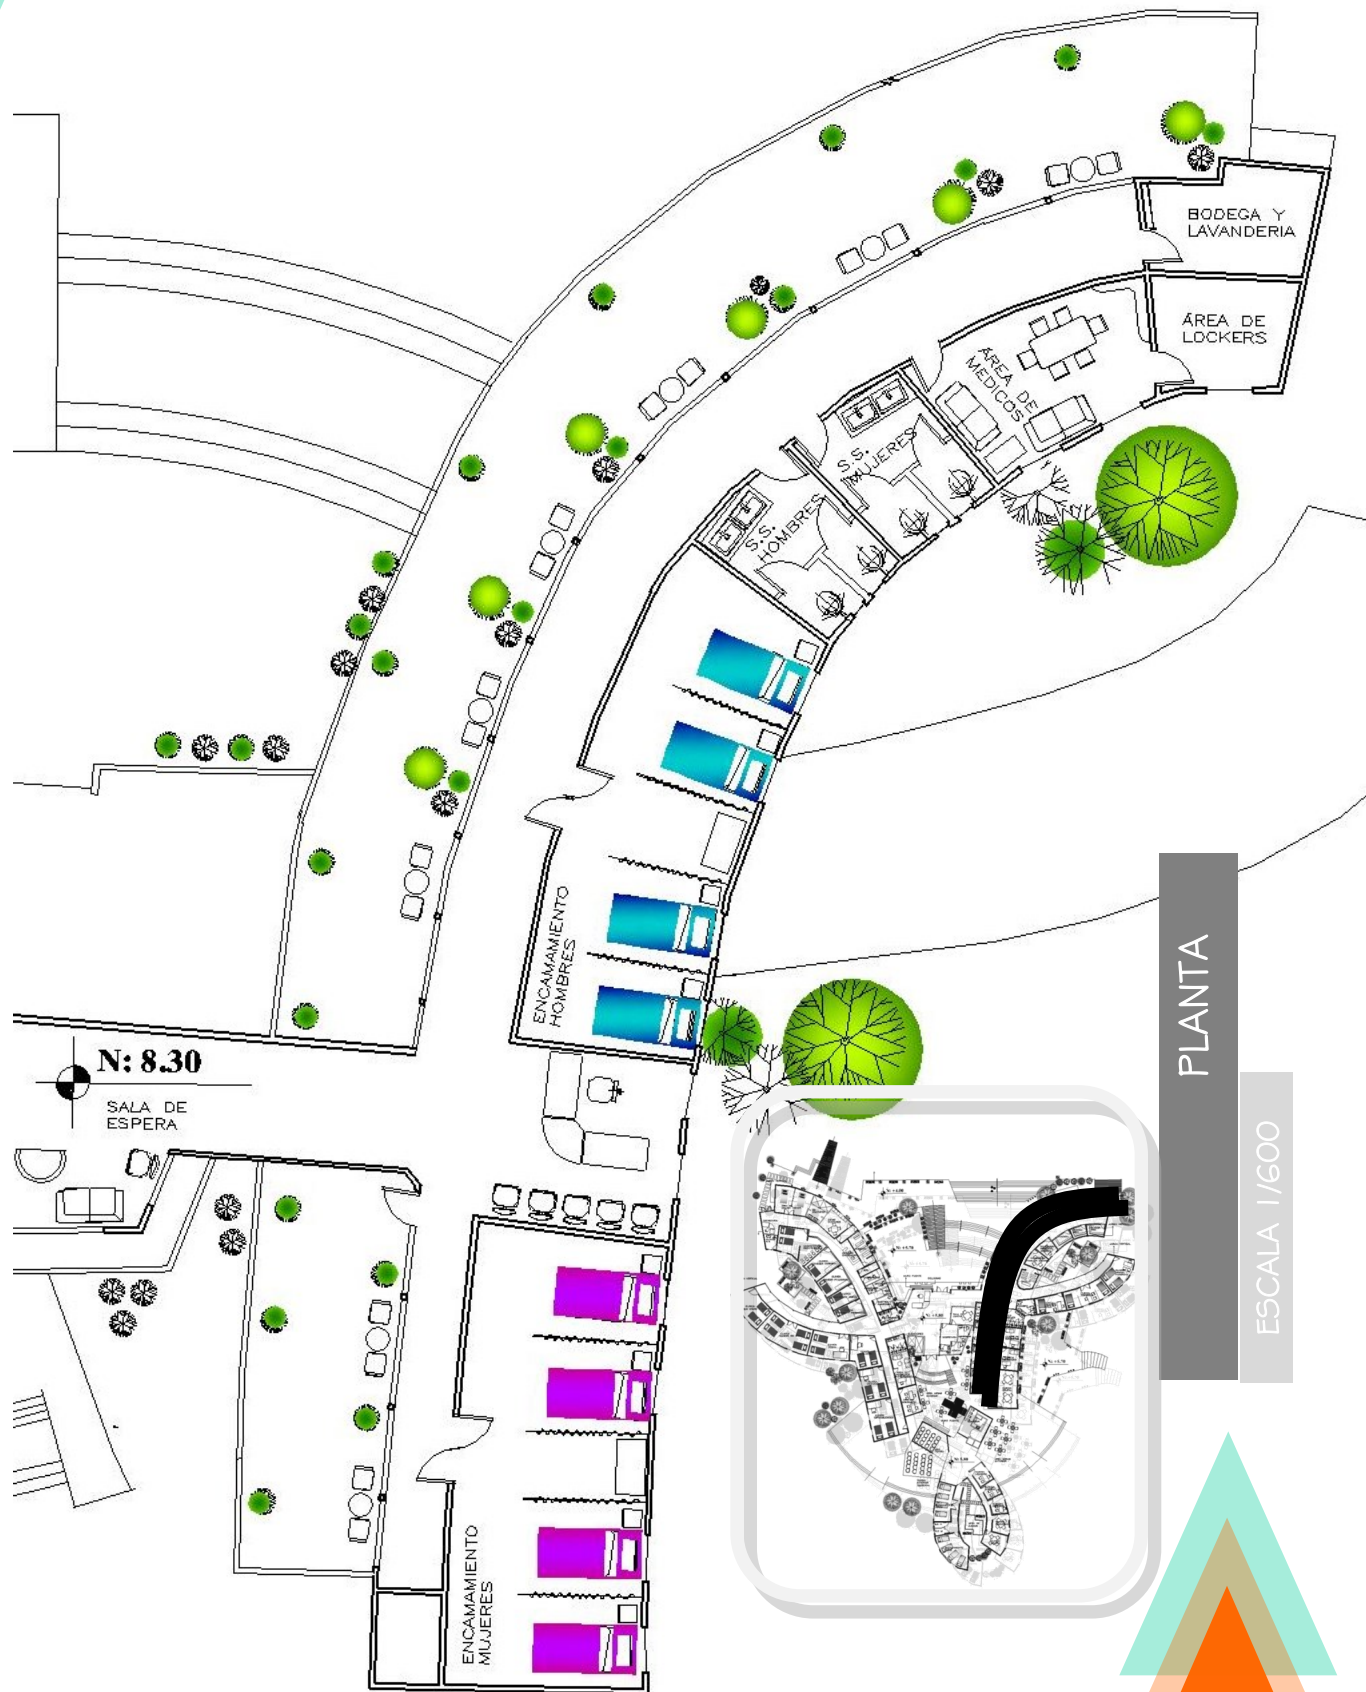 BODEGA Y
LAVANDERIA
ÁREA DE
LOCKERS
ÁREA DE
MEDICOS
S.S.
MUJERES
S.S.
HOMBRES
ENCAMAMIENTO
HOMBRES
N: 8.30
SALA DE
ESPERA
ENCAMAMIENTO
MUJERES
PLANTA
ESCALA 1/600